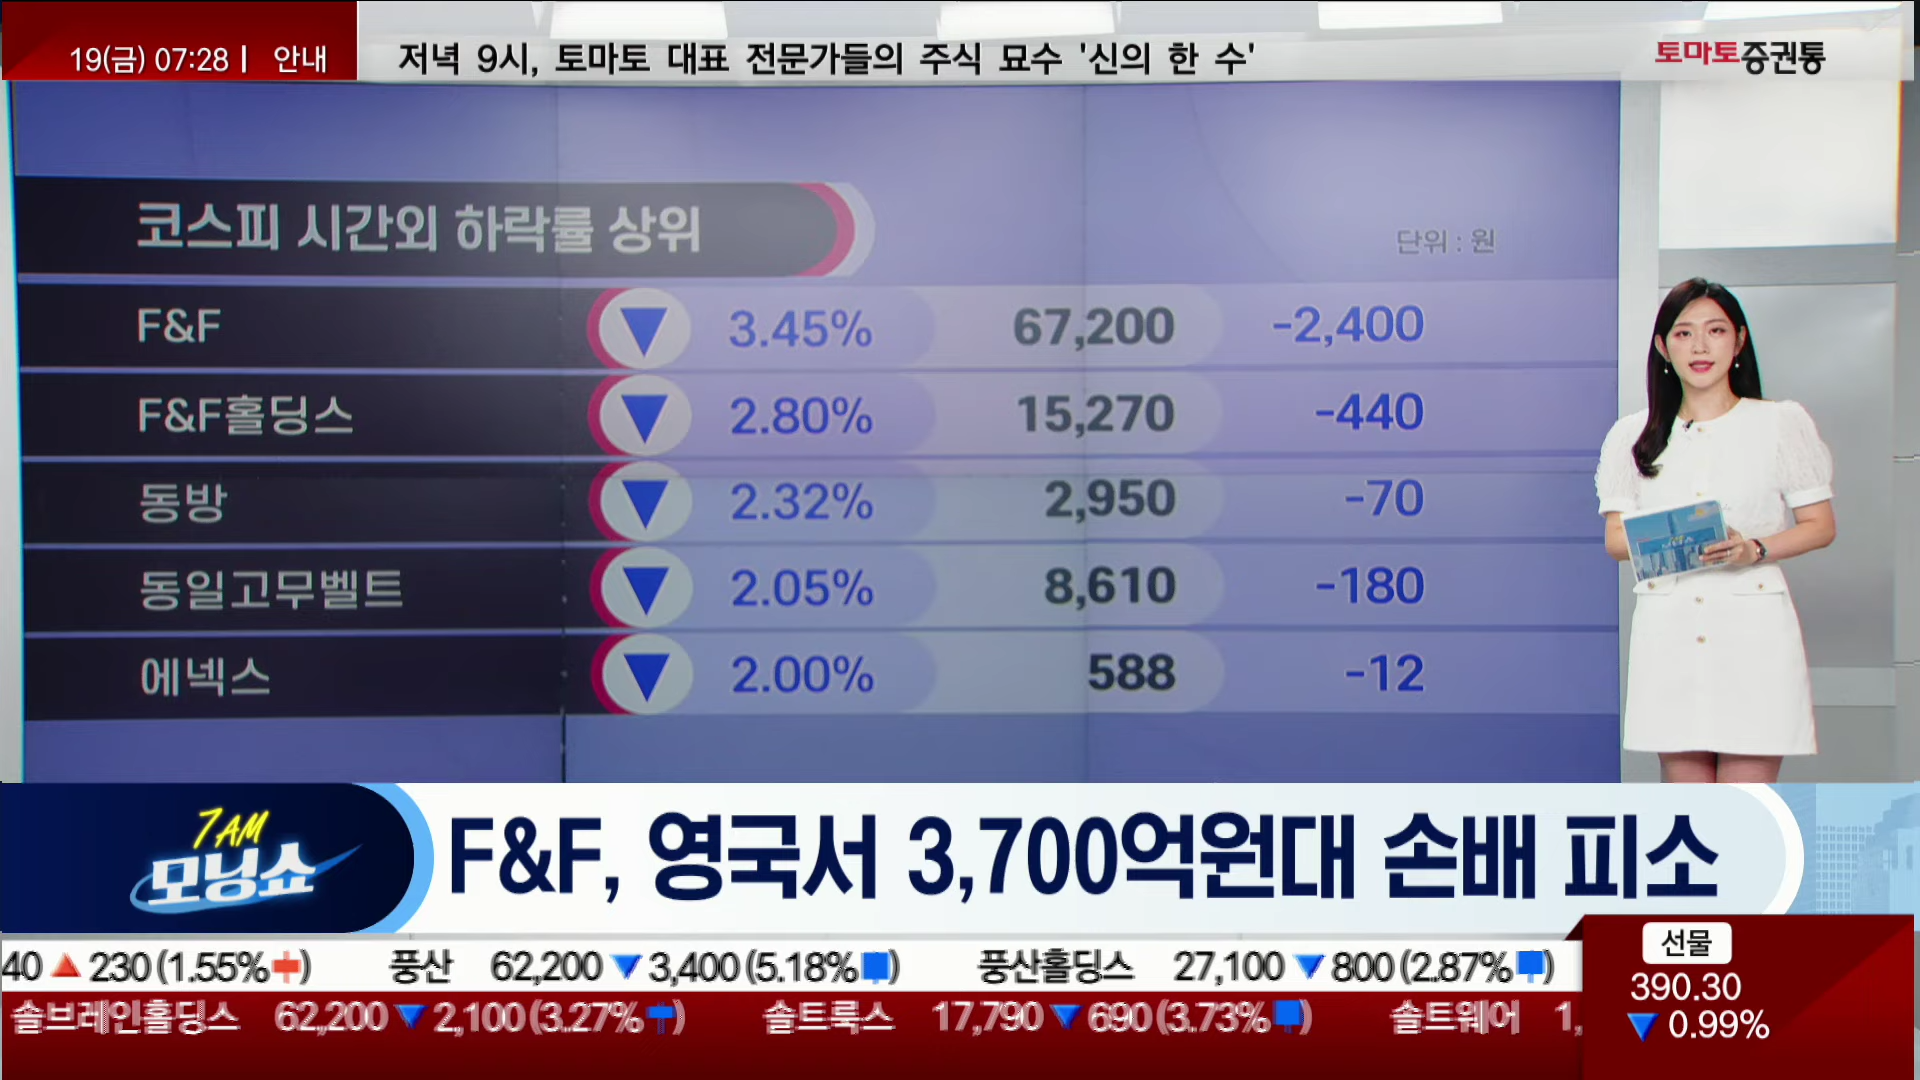 19(금) 07:28 | 안내 저녁 9시, 토마토 대표 전문가들의 주식 묘수 '신의 한 수' 토마토증권통
코스피 시간외 하락률 상위
단위 : 원
F&F ▼ 3.45% 67,200 -2,400
F&F홀딩스 ▼ 2.80% 15,270 -440
동방 ▼ 2.32% 2,950 -70
동일고무벨트 ▼ 2.05% 8,610 -180
에넥스 ▼ 2.00% 588 -12
7AM
모닝쇼
F&F, 영국서 3,700억원대 손배 피소
40 ▲ 230 (1.55%) 풍산 62,200 ▼ 3,400 (5.18%) 풍산홀딩스 27,100 ▼ 800 (2.87%)
솔브레인홀딩스 62,200 ▼ 2,100 (3.27%) 솔트룩스 17,790 ▼ 690 (3.73%) 솔트웨어 1,
선물
390.30
▼ 0.99%